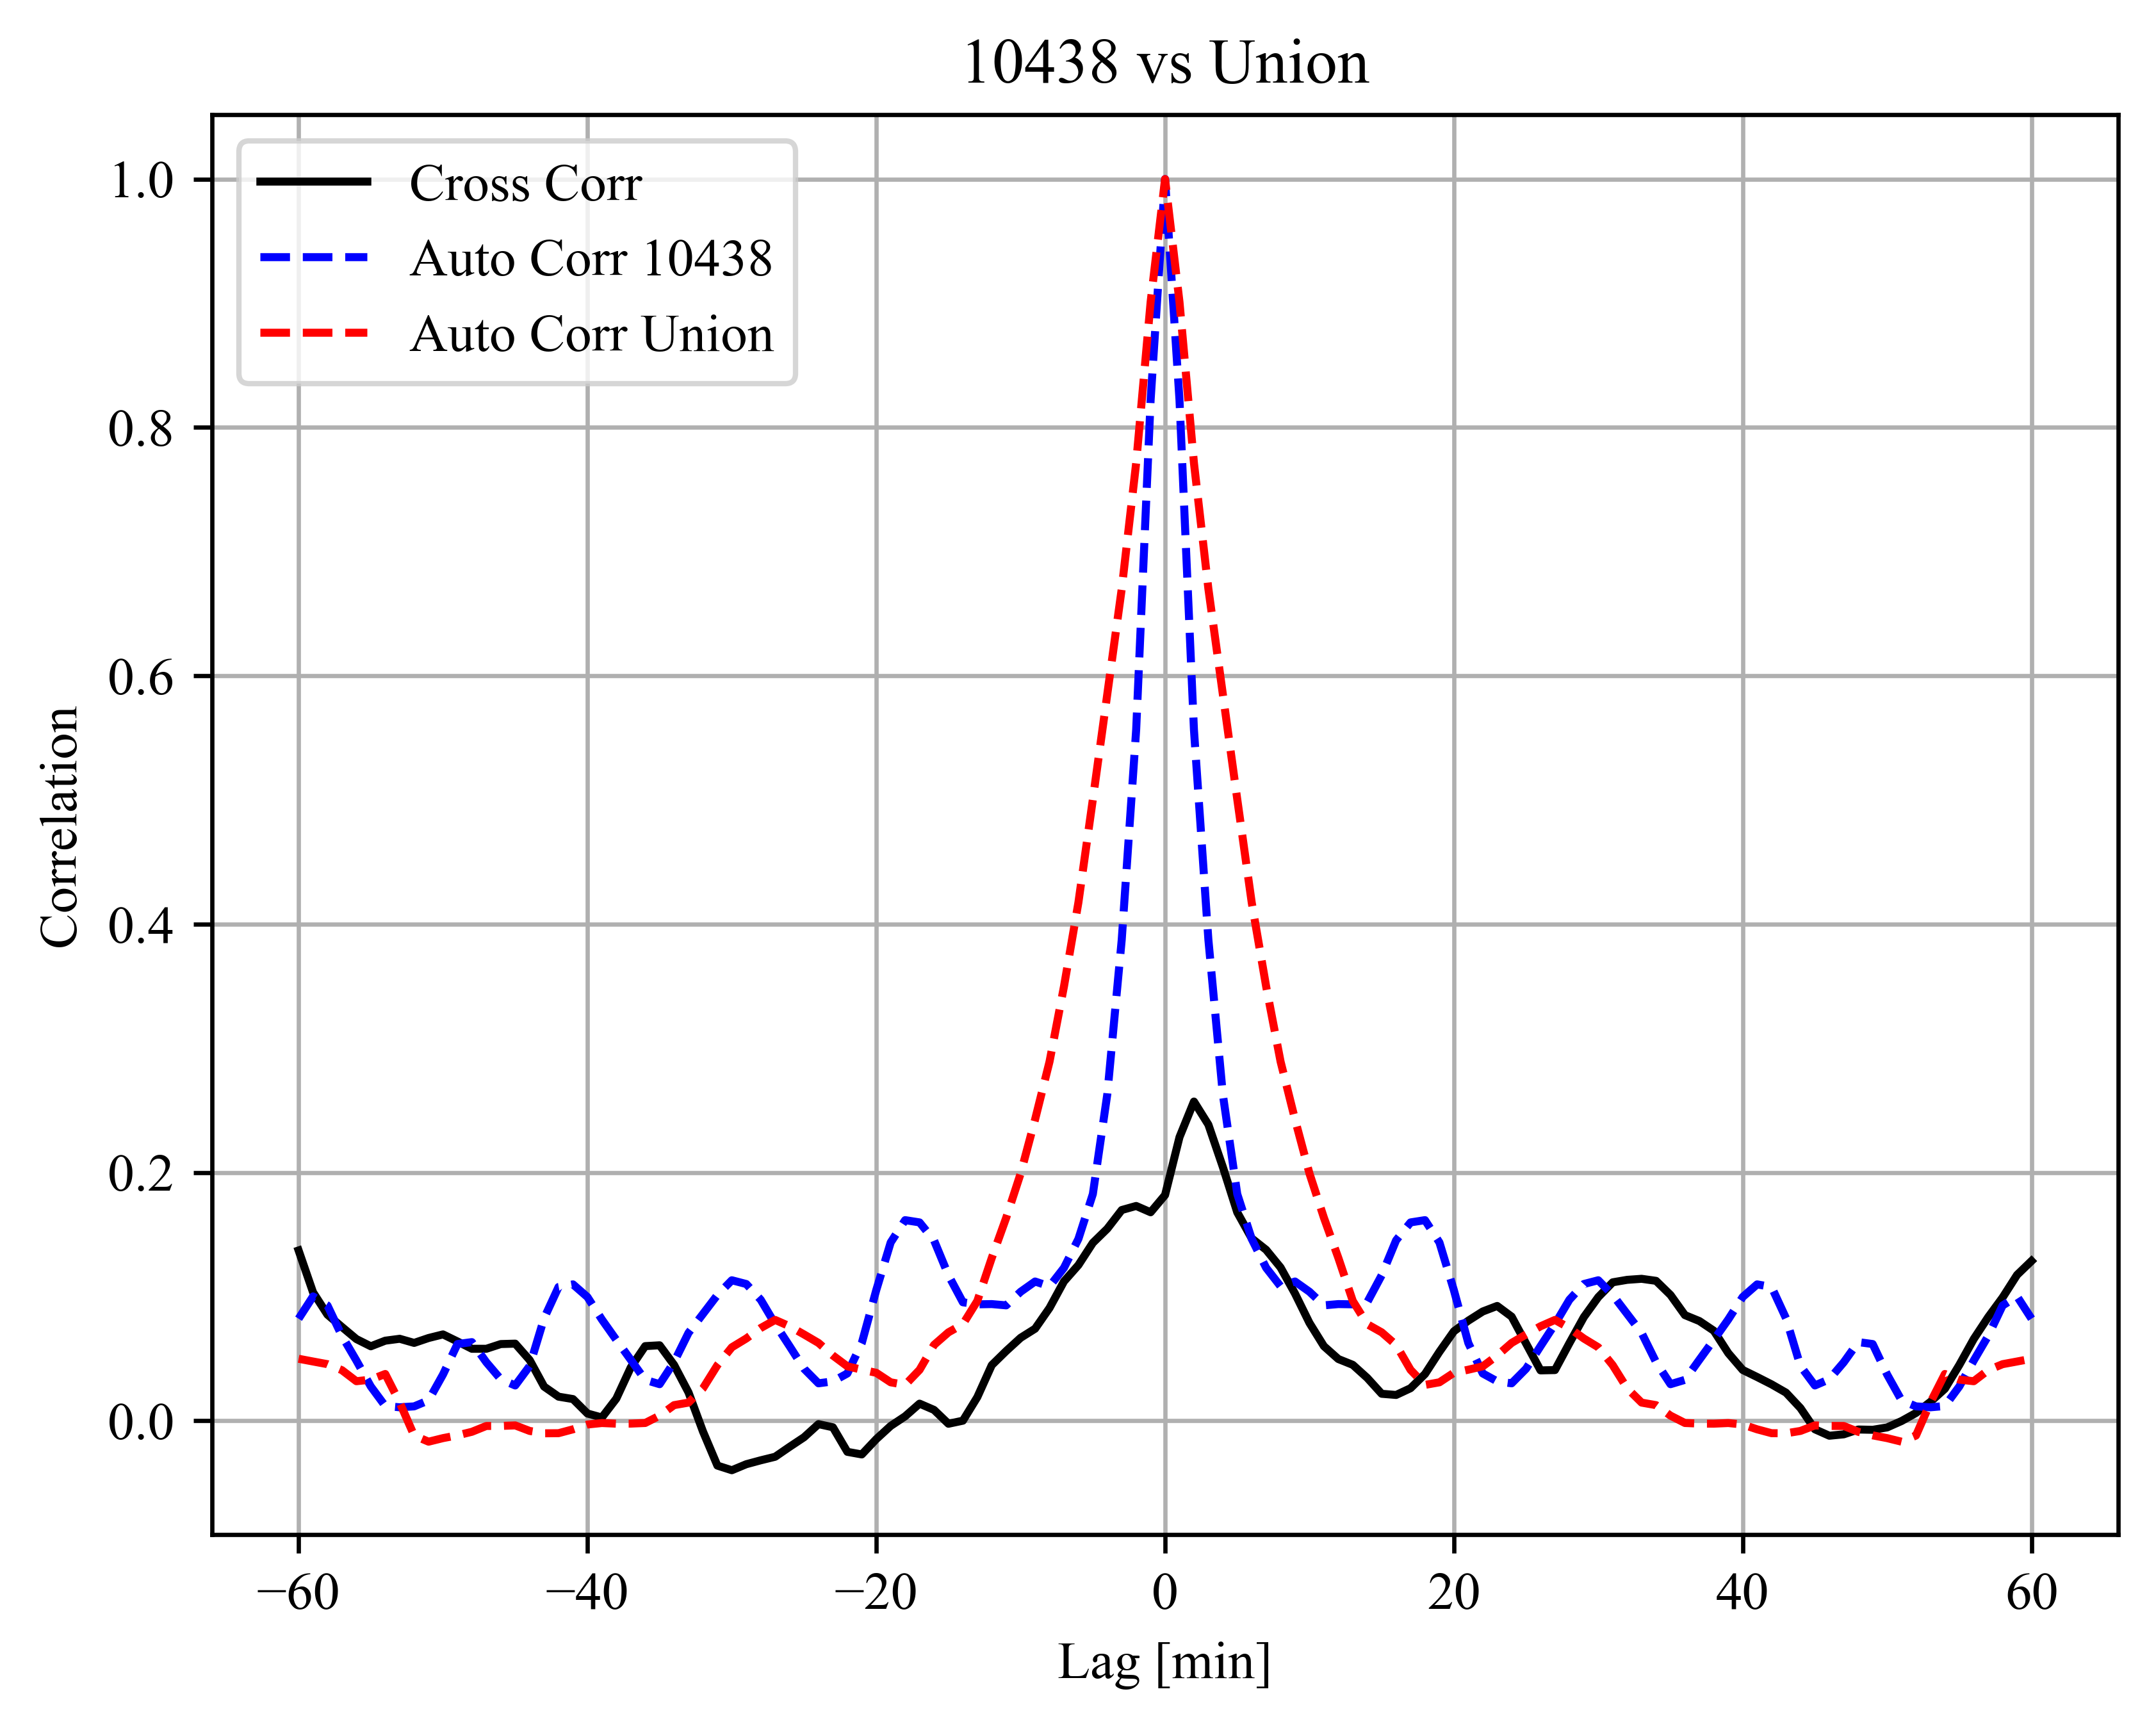 10438 vs Union
Cross Corr
Auto Corr 10438
Auto Corr Union
1.0
0.8
0.6
0.4
0.2
0.0
Correlation
−60 −40 −20 0 20 40 60
Lag [min]